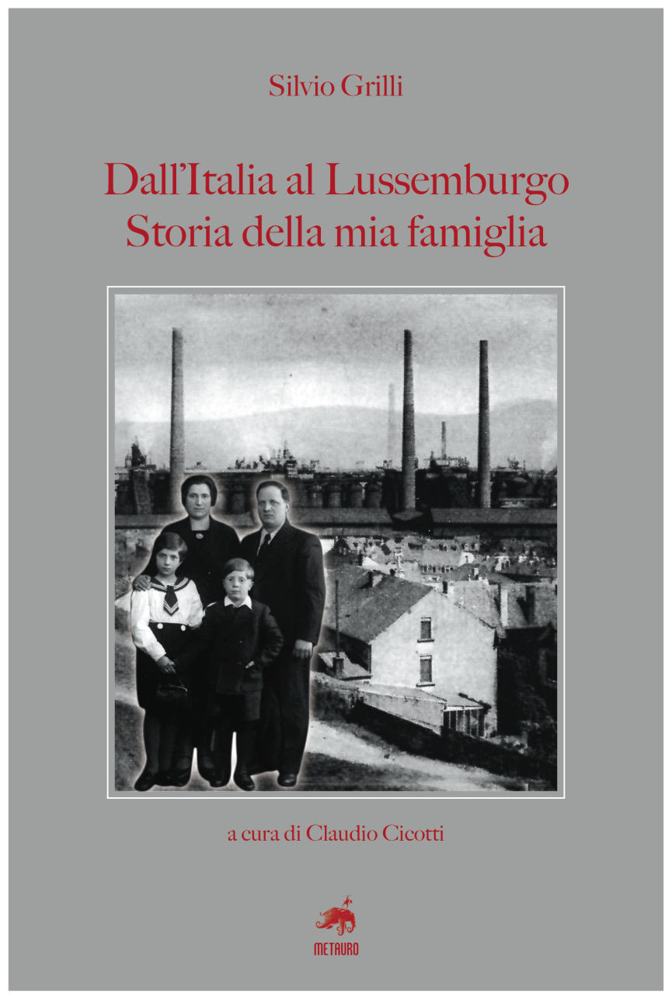 Silvio Grilli
Dall’Italia al Lussemburgo
Storia della mia famiglia
a cura di Claudio Cicotti
METAURO